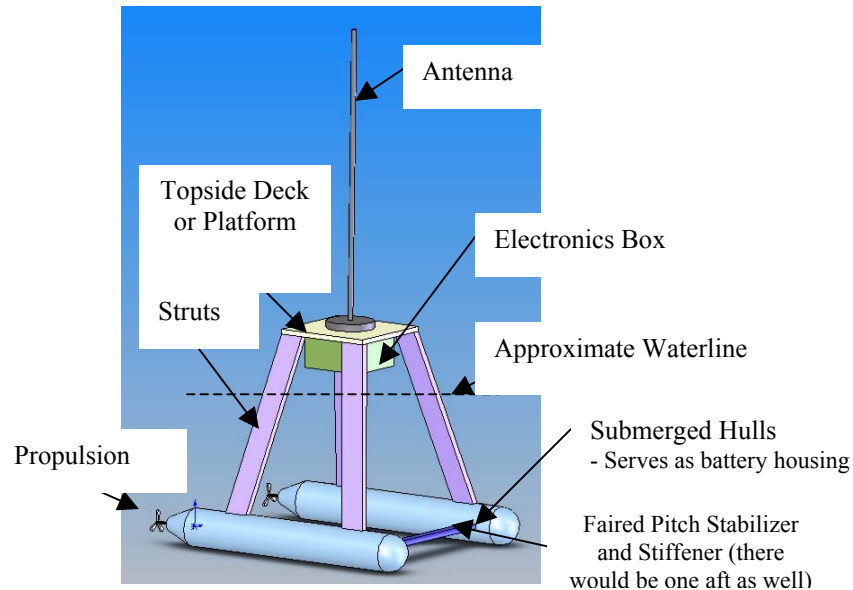 Antenna
Topside Deck
or Platform
Electronics Box
Struts
Approximate Waterline
Submerged Hulls
- Serves as battery housing
Propulsion
Faired Pitch Stabilizer
and Stiffener (there
would be one aft as well)